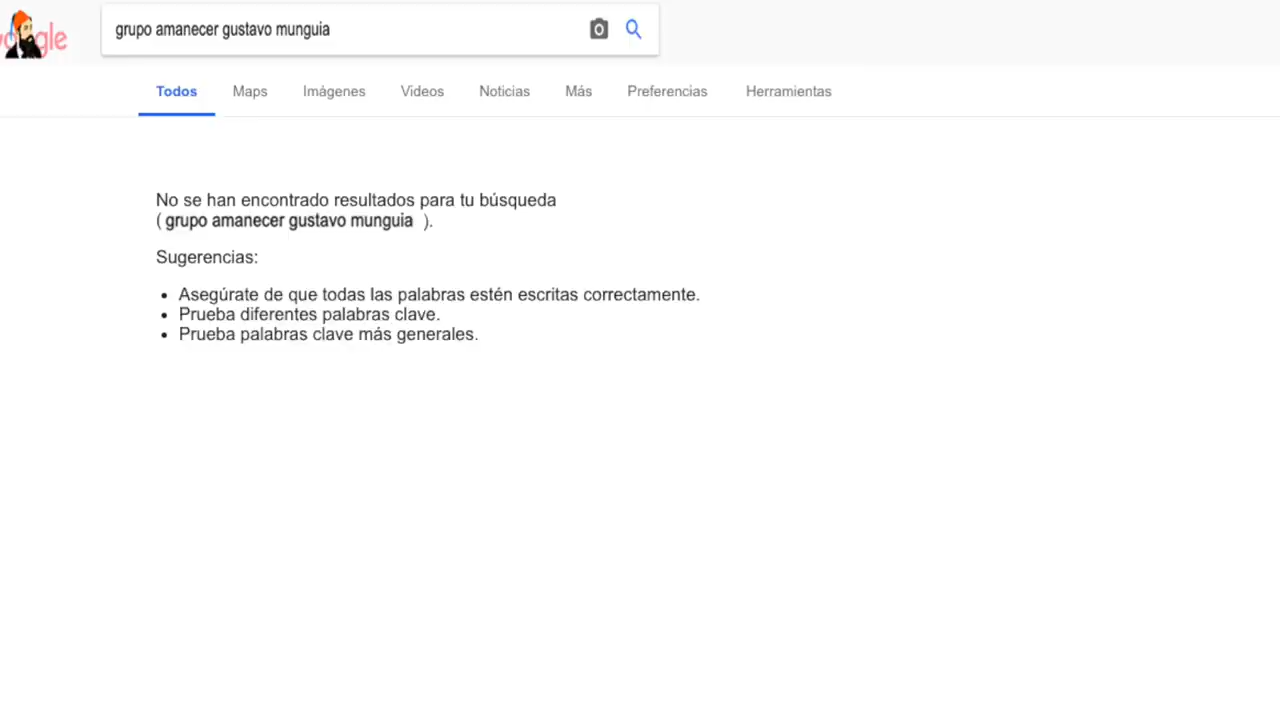 grupo amanecer gustavo munguia
Todos Maps Imágenes Videos Noticias Más Preferencias Herramientas
No se han encontrado resultados para tu búsqueda
( grupo amanecer gustavo munguia ).
Sugerencias:
• Asegúrate de que todas las palabras estén escritas correctamente.
• Prueba diferentes palabras clave.
• Prueba palabras clave más generales.